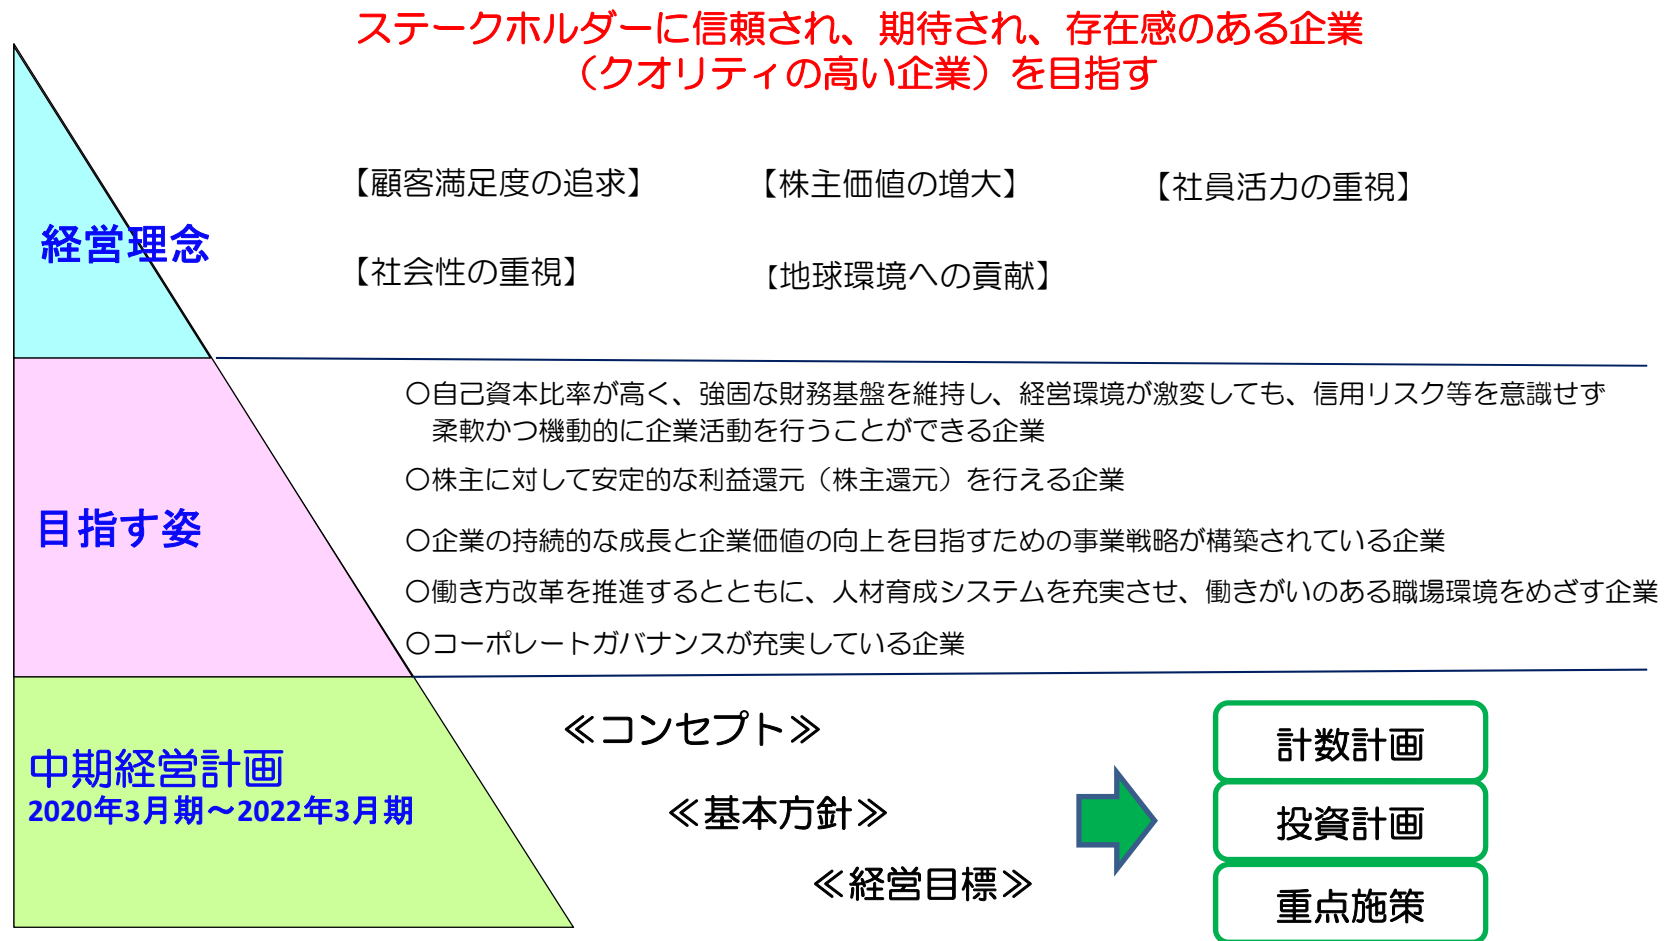 ステークホルダーに信頼され、期待され、存在感のある企業
（クオリティの高い企業）を目指す
経営理念
【顧客満足度の追求】
【株主価値の増大】
【社員活力の重視】
【社会性の重視】
【地球環境への貢献】
目指す姿
〇自己資本比率が高く、強固な財務基盤を維持し、経営環境が激変しても、信用リスク等を意識せず
柔軟かつ機動的に企業活動を行うことができる企業
〇株主に対して安定的な利益還元（株主還元）を行える企業
〇企業の持続的な成長と企業価値の向上を目指すための事業戦略が構築されている企業
〇働き方改革を推進するとともに、人材育成システムを充実させ、働きがいのある職場環境をめざす企業
〇コーポレートガバナンスが充実している企業
中期経営計画
2020年3月期～2022年3月期
≪コンセプト≫
≪基本方針≫
≪経営目標≫
計数計画
投資計画
重点施策